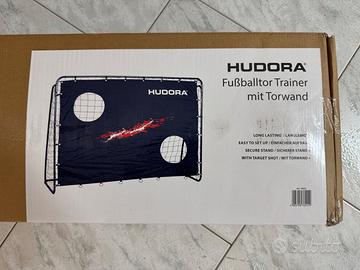 HUDORA
Fußballtor Trainer
mit Torwand
HUDORA
LONG LASTING / LANGLEBIG
EASY TO SET UP / EINFACHER AUFBAU
SECURE STAND / SICHERER STAND
WITH TARGET SHOT / MIT TORWAND
subito